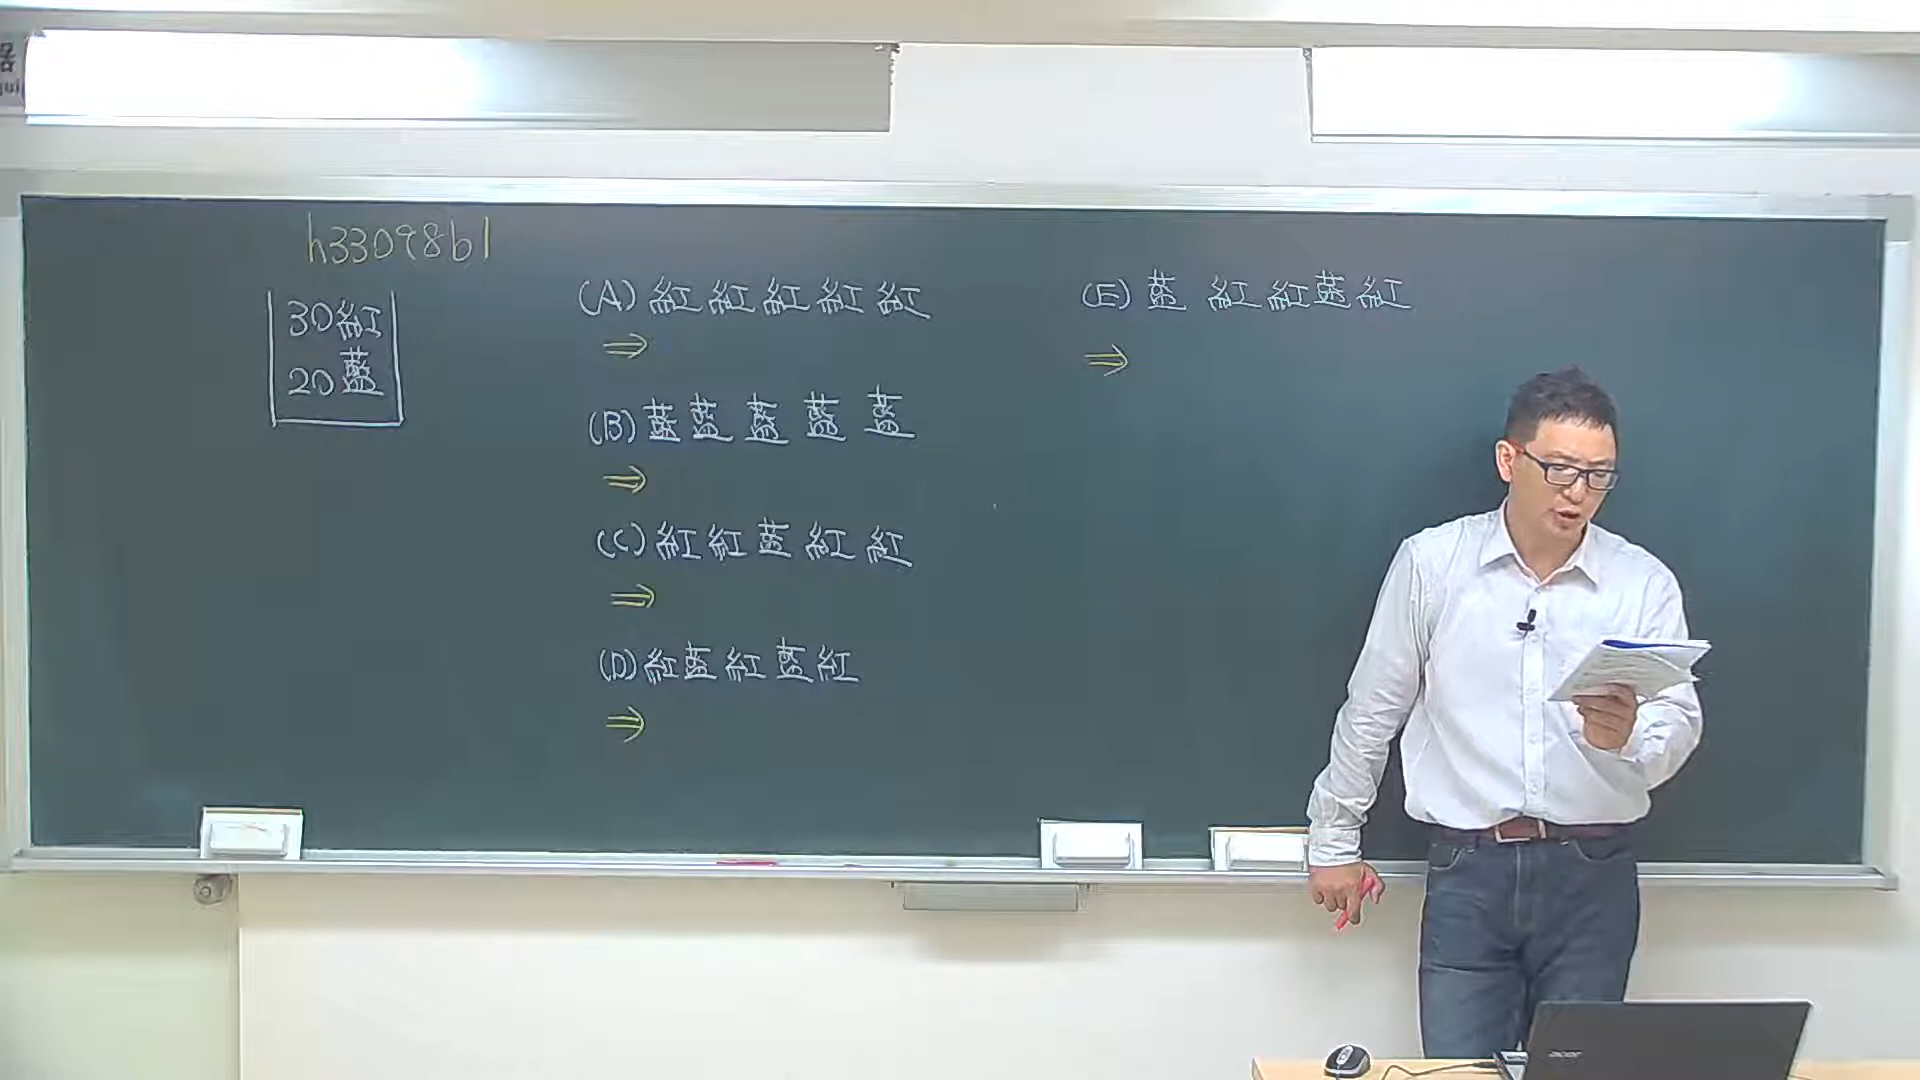 h33098b1
30紅
20藍
(A) 紅紅紅紅紅
⇒
(B) 藍藍藍藍藍
⇒
(C) 紅紅藍紅紅
⇒
(D) 紅藍紅藍紅
⇒
(E) 藍紅紅藍紅
⇒
acer